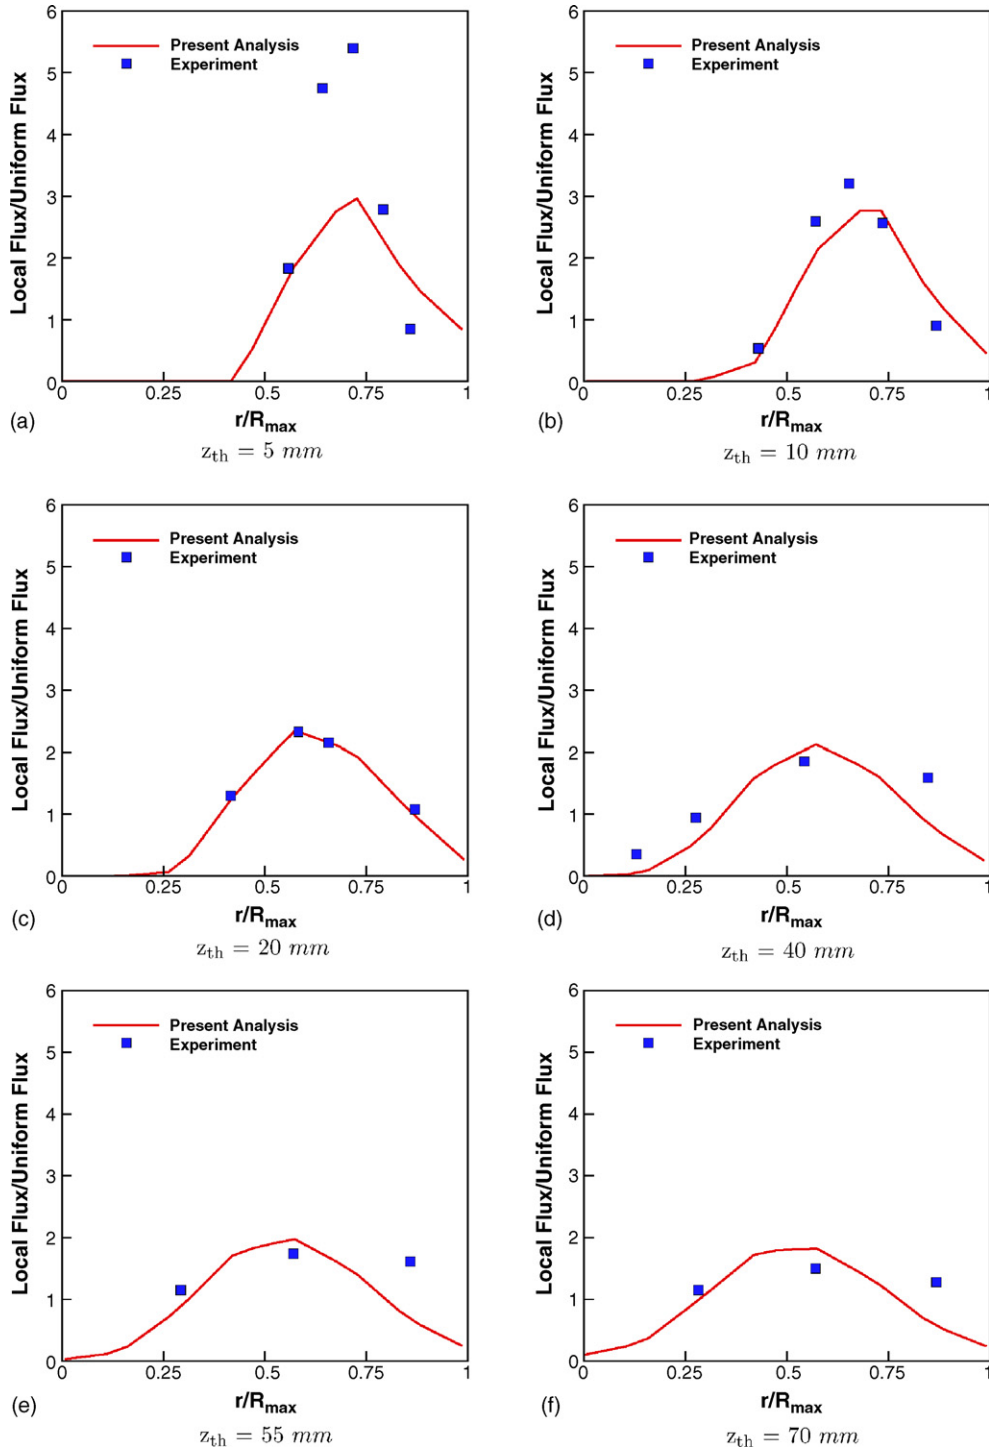 6
5
4
3
2
1
0
Local Flux/Uniform Flux
Present Analysis
Experiment
0 0.25 0.5 0.75 1
r/Rmax
(a)
zth = 5 mm
6
5
4
3
2
1
0
Local Flux/Uniform Flux
Present Analysis
Experiment
0 0.25 0.5 0.75 1
r/Rmax
(b)
zth = 10 mm
6
5
4
3
2
1
0
Local Flux/Uniform Flux
Present Analysis
Experiment
0 0.25 0.5 0.75 1
r/Rmax
(c)
zth = 20 mm
6
5
4
3
2
1
0
Local Flux/Uniform Flux
Present Analysis
Experiment
0 0.25 0.5 0.75 1
r/Rmax
(d)
zth = 40 mm
6
5
4
3
2
1
0
Local Flux/Uniform Flux
Present Analysis
Experiment
0 0.25 0.5 0.75 1
r/Rmax
(e)
zth = 55 mm
6
5
4
3
2
1
0
Local Flux/Uniform Flux
Present Analysis
Experiment
0 0.25 0.5 0.75 1
r/Rmax
(f)
zth = 70 mm